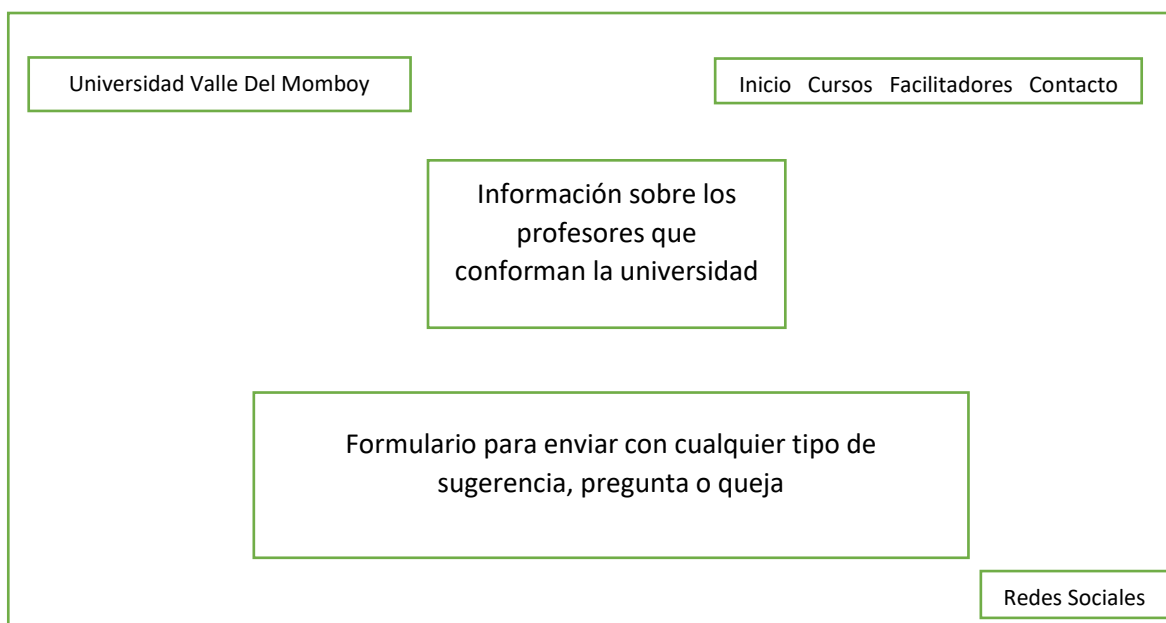 Universidad Valle Del Momboy
Inicio Cursos Facilitadores Contacto
Información sobre los
profesores que
conforman la universidad
Formulario para enviar con cualquier tipo de
sugerencia, pregunta o queja
Redes Sociales